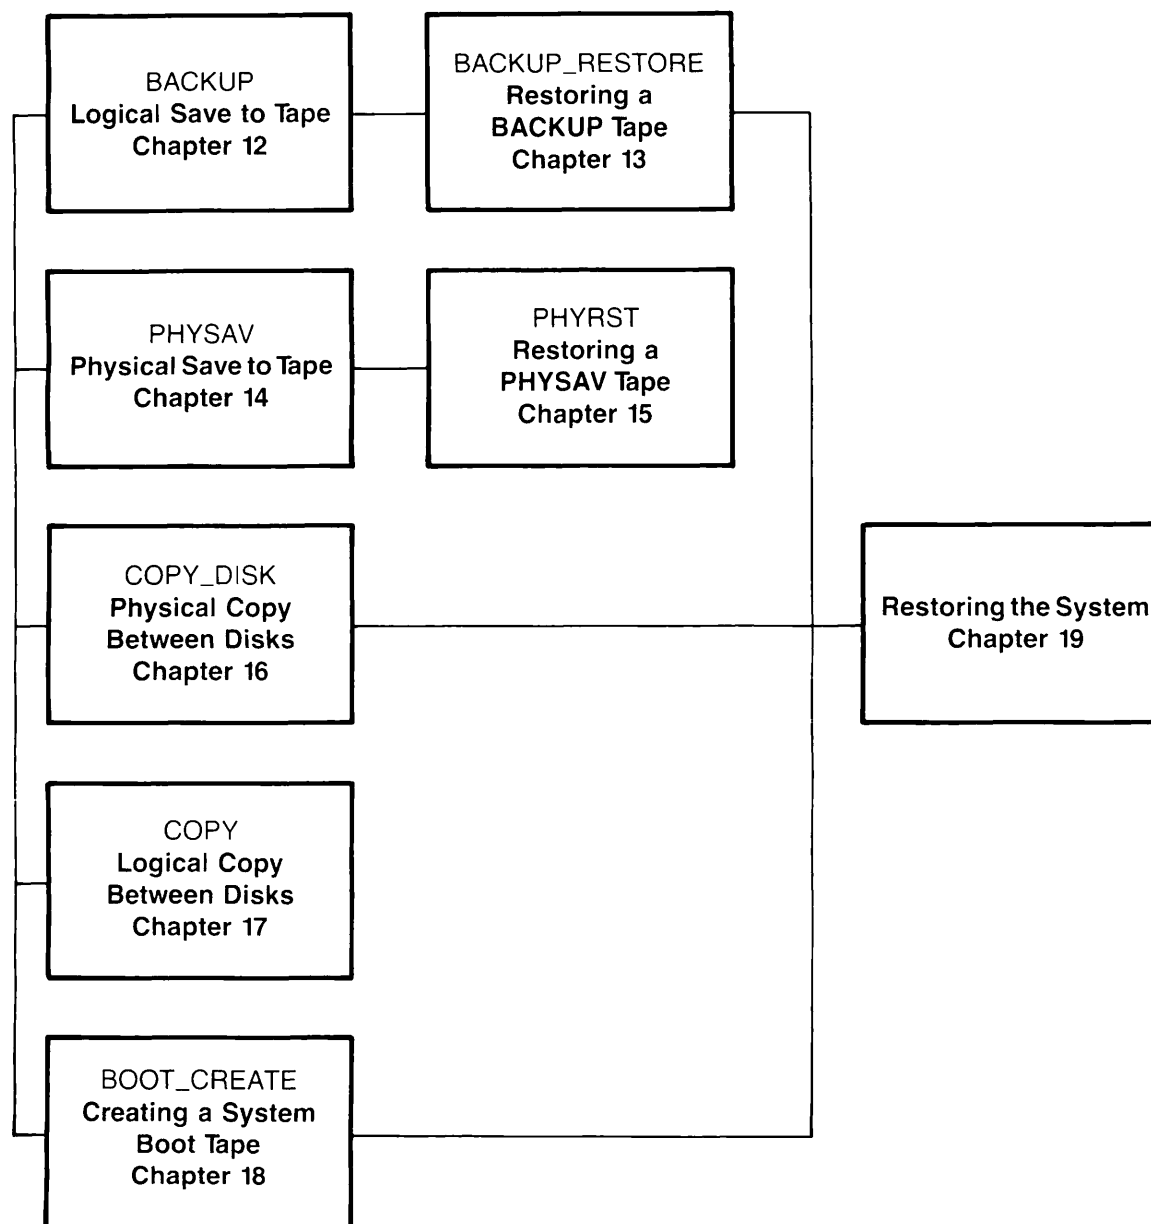 BACKUP
Logical Save to Tape
Chapter 12
BACKUP_RESTORE
Restoring a
BACKUP Tape
Chapter 13
PHYSAV
Physical Save to Tape
Chapter 14
PHYRST
Restoring a
PHYSAV Tape
Chapter 15
COPY_DISK
Physical Copy
Between Disks
Chapter 16
Restoring the System
Chapter 19
COPY
Logical Copy
Between Disks
Chapter 17
BOOT_CREATE
Creating a System
Boot Tape
Chapter 18